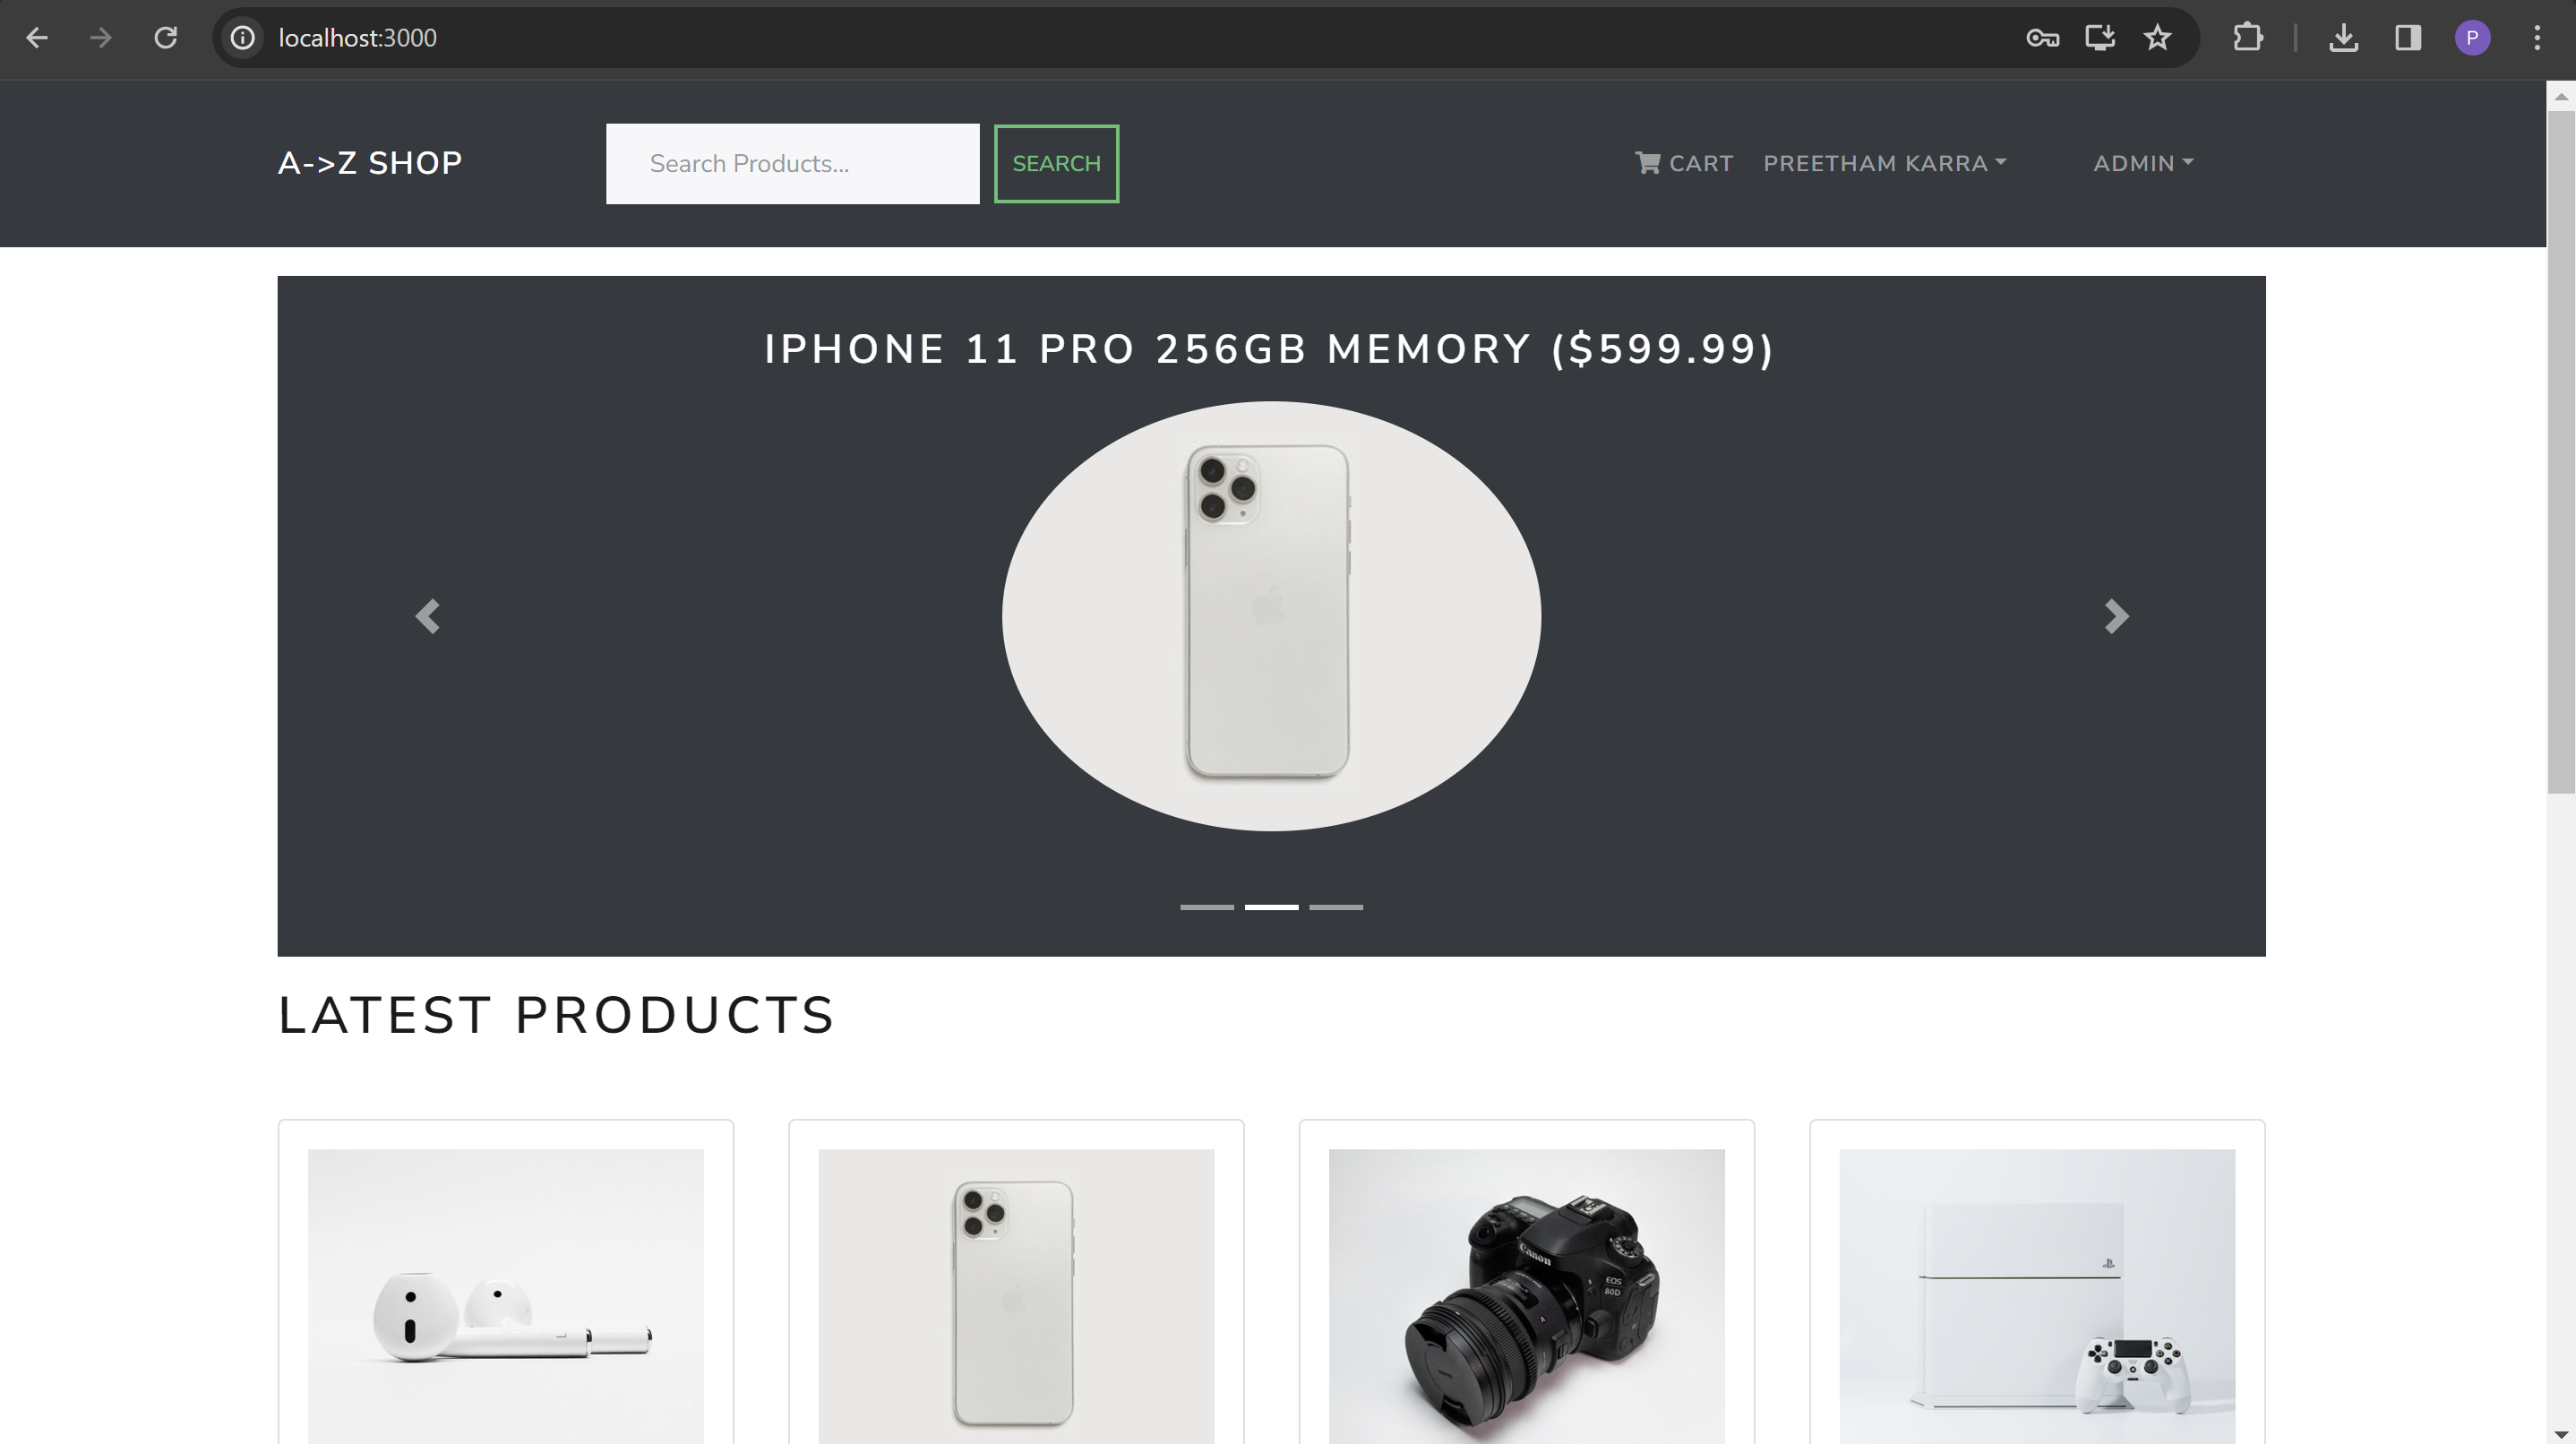 localhost:3000
P
A->Z SHOP
Search Products...
SEARCH
CART
PREETHAM KARRA
ADMIN
IPHONE 11 PRO 256GB MEMORY ($599.99)
LATEST PRODUCTS
Canon
EOS
80D